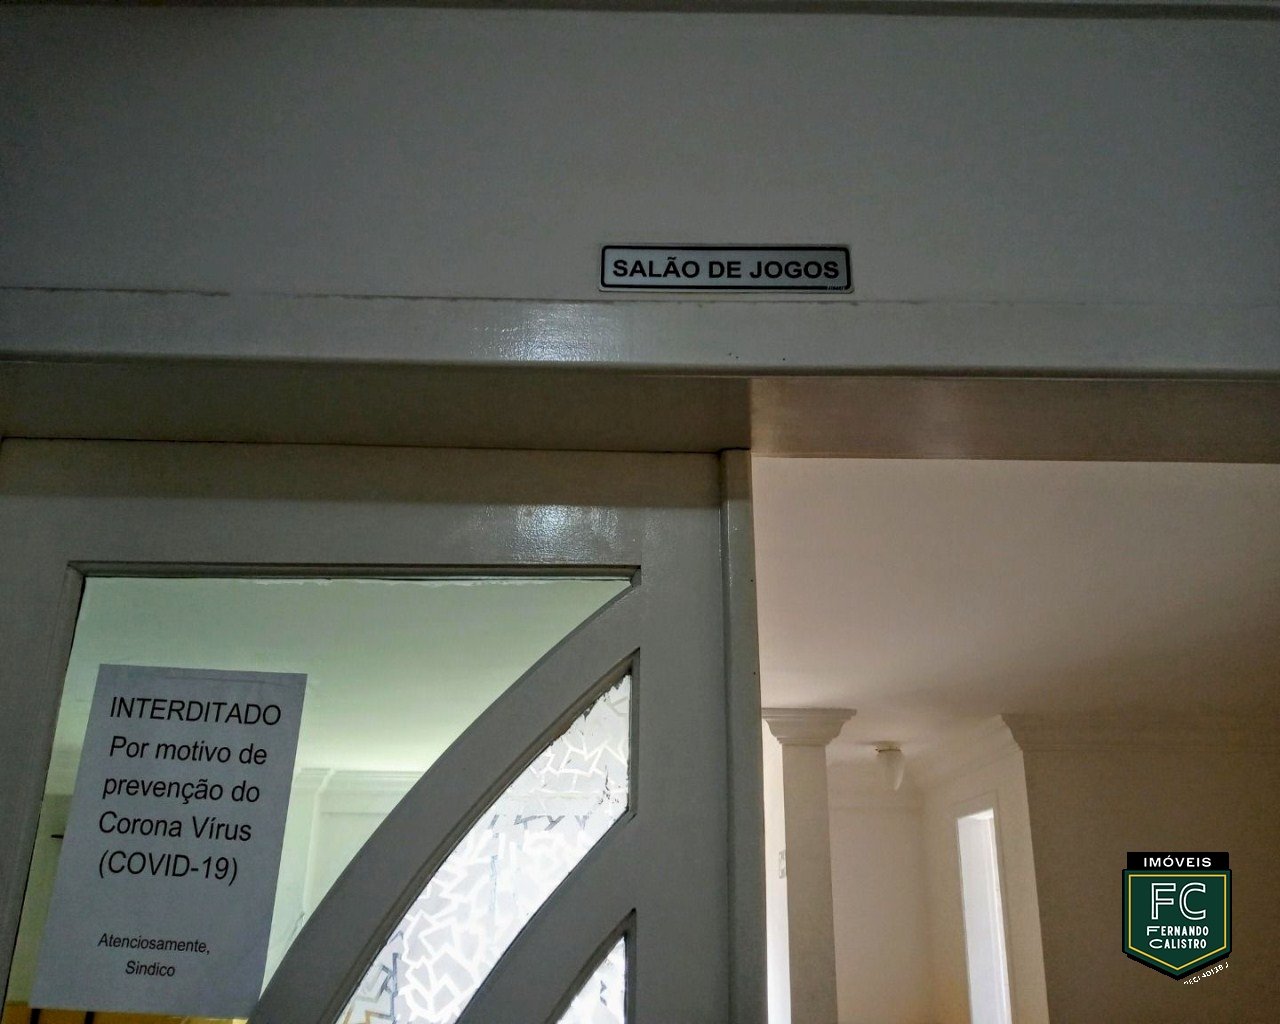 SALÃO DE JOGOS
INTERDITADO
Por motivo de
prevenção do
Corona Vírus
(COVID-19)
Atenciosamente,
Sindico
IMÓVEIS
FC
FERNANDO
CALISTRO